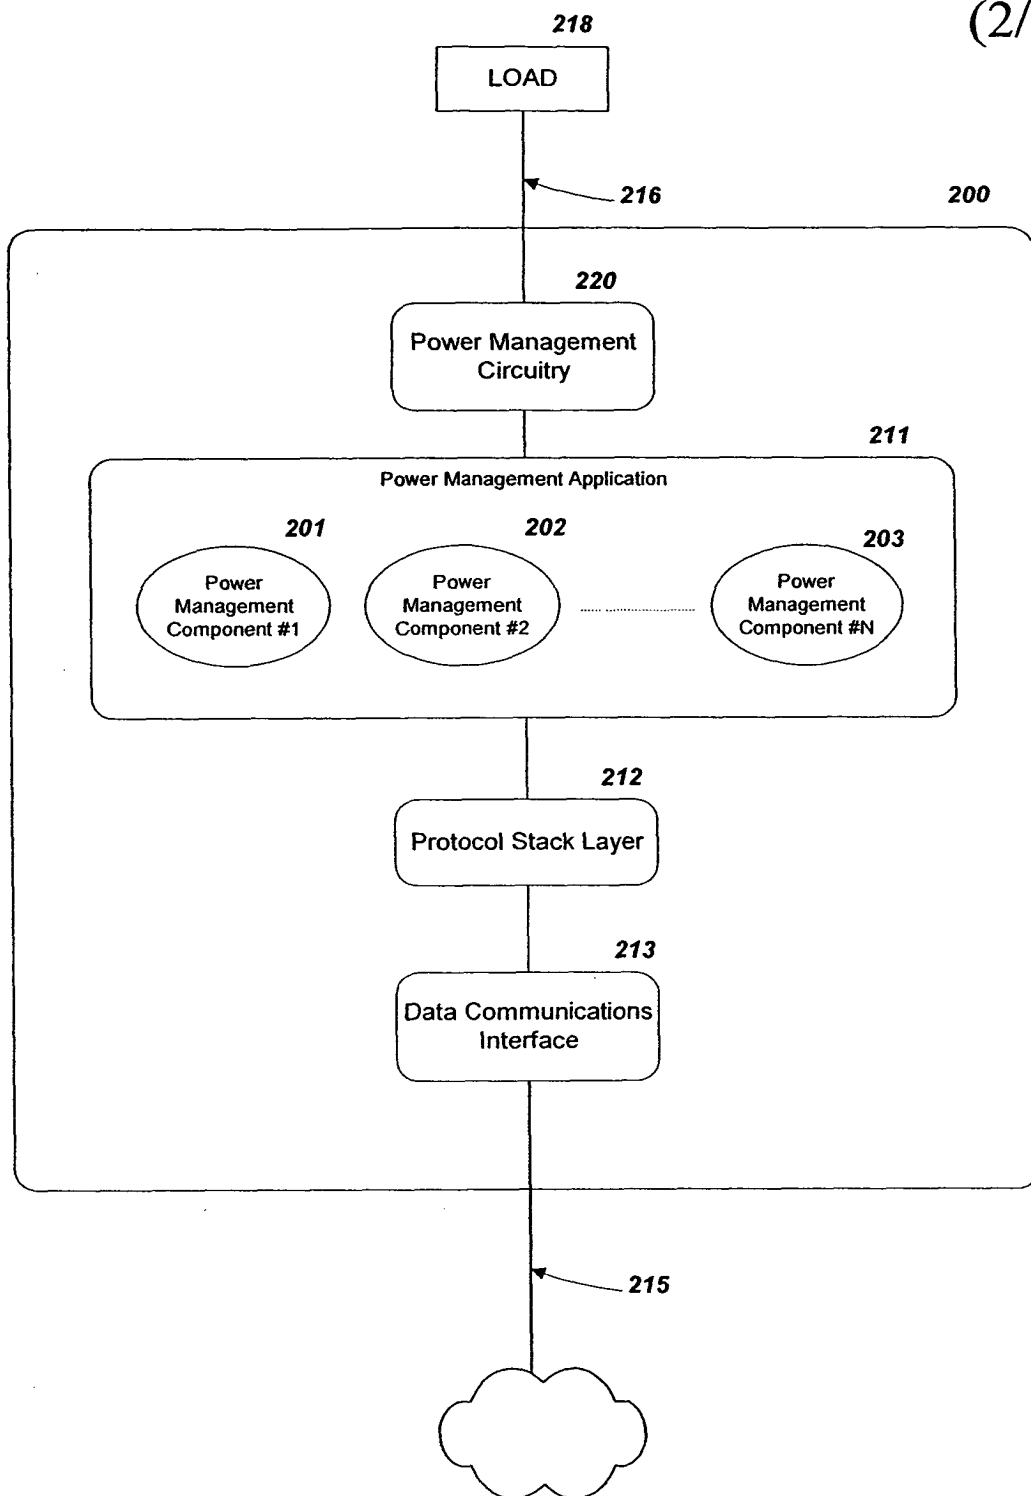 (2/
218
LOAD
216
200
220
Power Management
Circuitry
211
Power Management Application
201
202
203
Power
Management
Component #1
Power
Management
Component #2
Power
Management
Component #N
212
Protocol Stack Layer
213
Data Communications
Interface
215